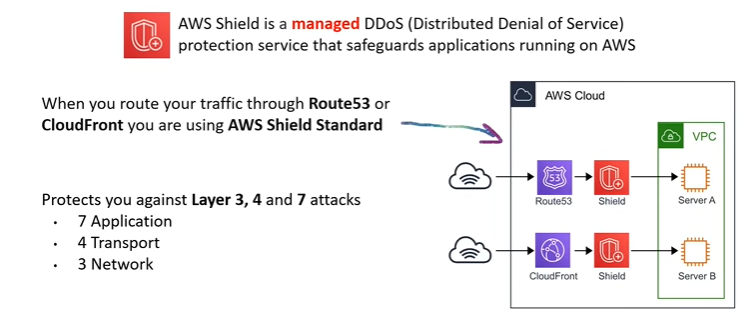 AWS Shield is a managed DDoS (Distributed Denial of Service)
protection service that safeguards applications running on AWS
When you route your traffic through Route53 or
CloudFront you are using AWS Shield Standard
Protects you against Layer 3, 4 and 7 attacks
• 7 Application
• 4 Transport
• 3 Network
AWS Cloud
VPC
53
Route53
Shield
Server A
CloudFront
Shield
Server B